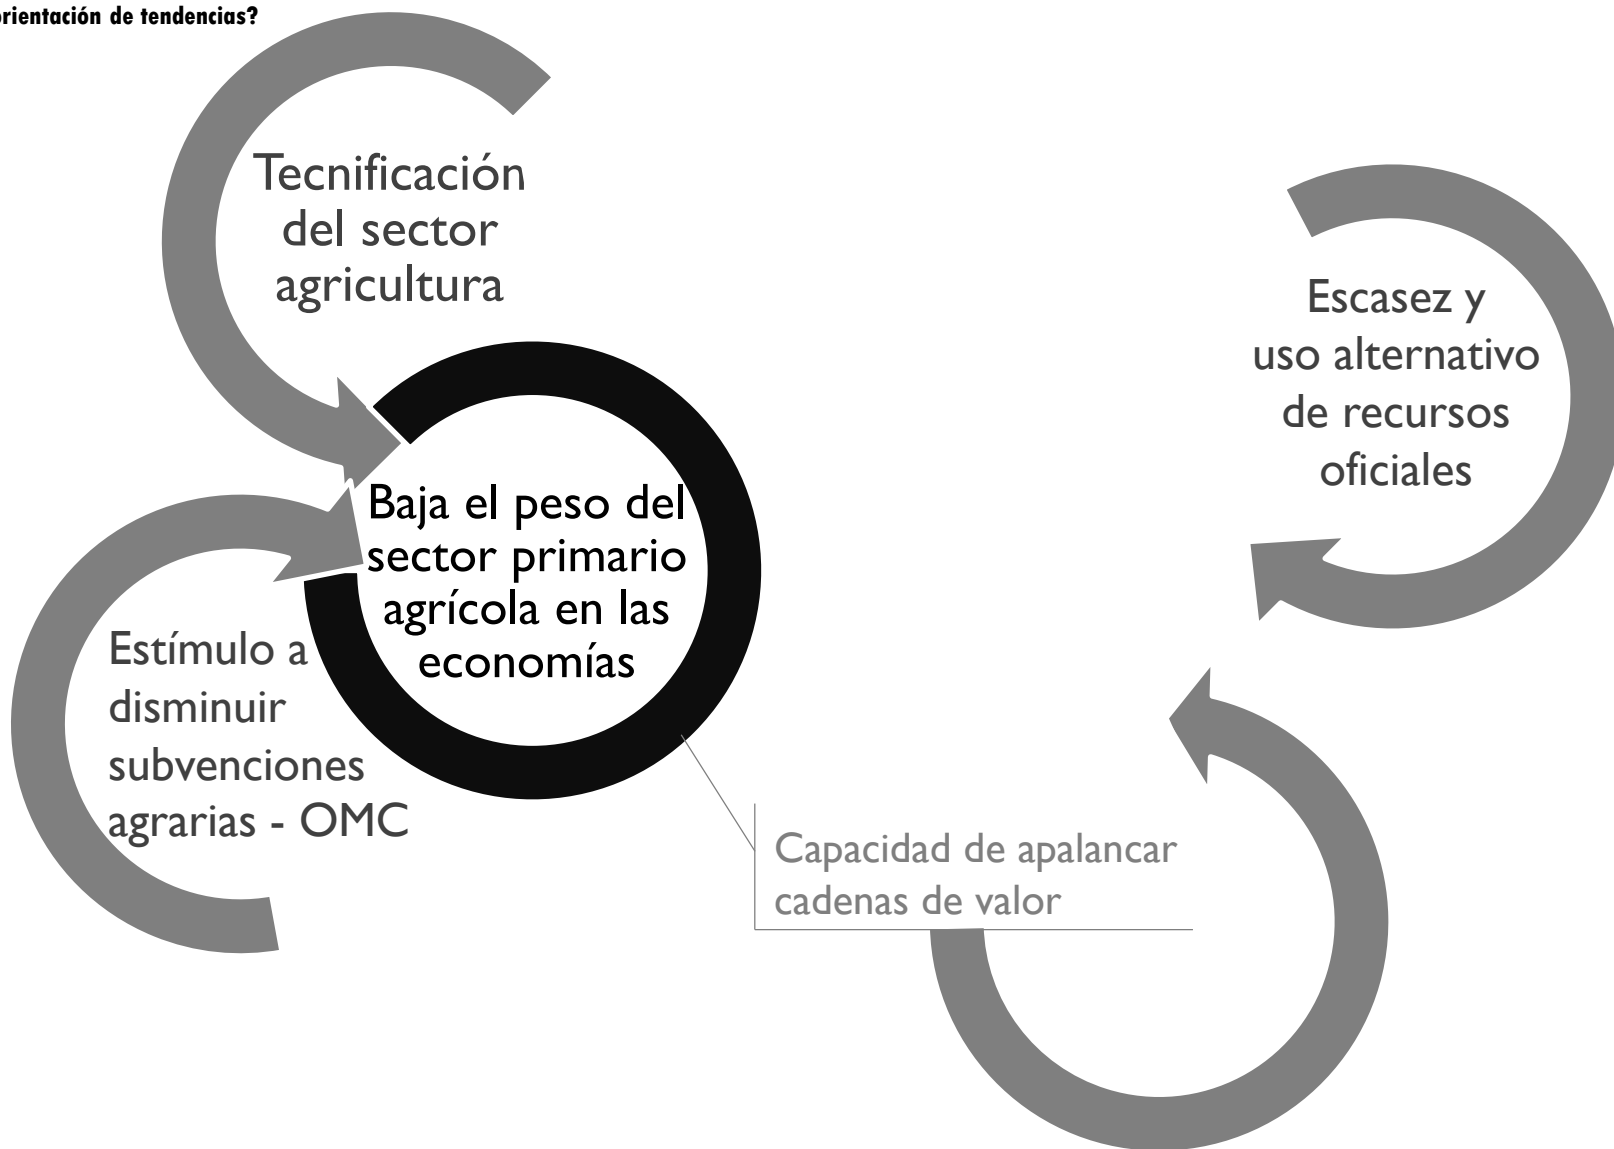 orientación de tendencias?
Tecnificación
del sector
agricultura
Escasez y
uso alternativo
de recursos
oficiales
Baja el peso del
sector primario
agrícola en las
economías
Estímulo a
disminuir
subvenciones
agrarias - OMC
Capacidad de apalancar
cadenas de valor